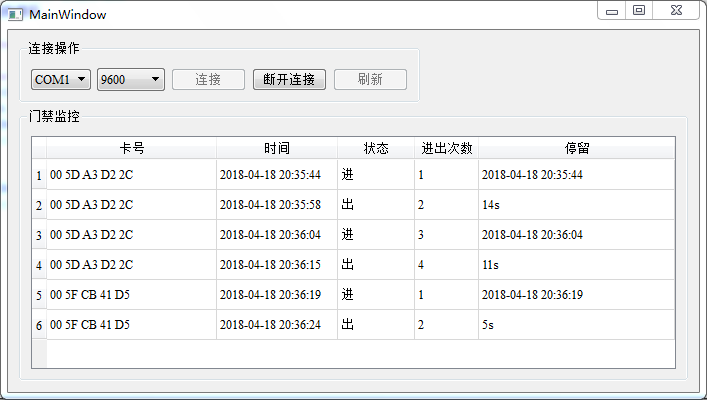 MainWindow
连接操作
COM1 9600 连接 断开连接 刷新
门禁监控
卡号 时间 状态 进出次数 停留
1 00 5D A3 D2 2C 2018-04-18 20:35:44 进 1 2018-04-18 20:35:44
2 00 5D A3 D2 2C 2018-04-18 20:35:58 出 2 14s
3 00 5D A3 D2 2C 2018-04-18 20:36:04 进 3 2018-04-18 20:36:04
4 00 5D A3 D2 2C 2018-04-18 20:36:15 出 4 11s
5 00 5F CB 41 D5 2018-04-18 20:36:19 进 1 2018-04-18 20:36:19
6 00 5F CB 41 D5 2018-04-18 20:36:24 出 2 5s